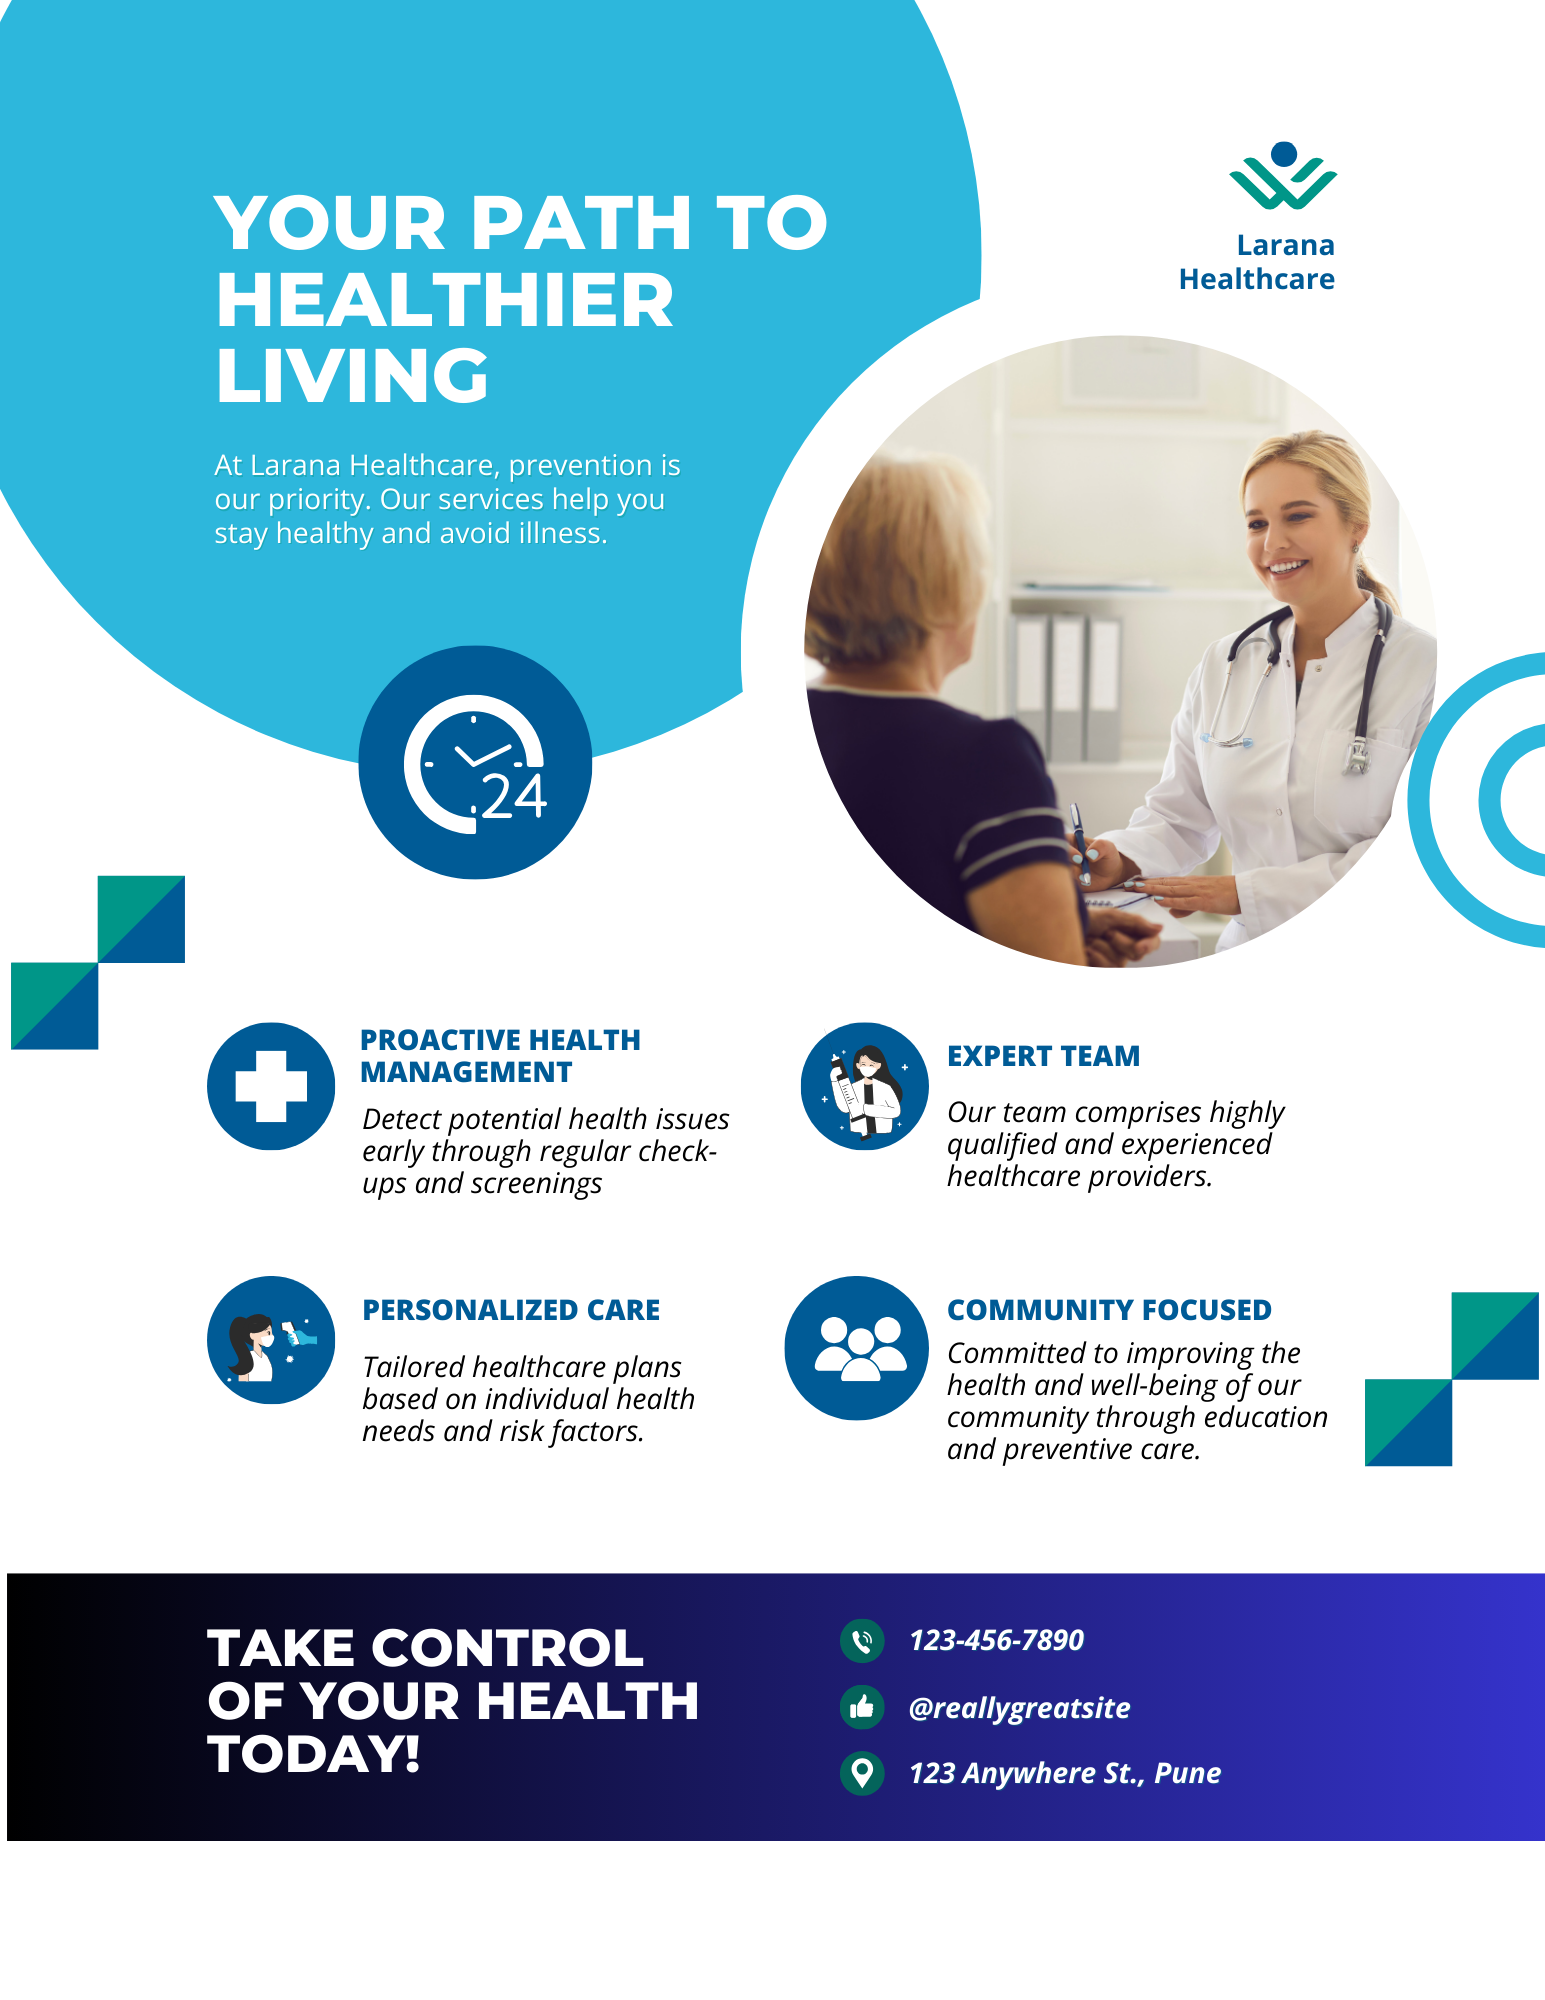 YOUR PATH TO
HEALTHIER
LIVING
Larana
Healthcare
At Larana Healthcare, prevention is
our priority. Our services help you
stay healthy and avoid illness.
24
PROACTIVE HEALTH
MANAGEMENT
Detect potential health issues
early through regular check-
ups and screenings
EXPERT TEAM
Our team comprises highly
qualified and experienced
healthcare providers.
PERSONALIZED CARE
Tailored healthcare plans
based on individual health
needs and risk factors.
COMMUNITY FOCUSED
Committed to improving the
health and well-being of our
community through education
and preventive care.
TAKE CONTROL
OF YOUR HEALTH
TODAY!
123-456-7890
@reallygreatsite
123 Anywhere St., Pune